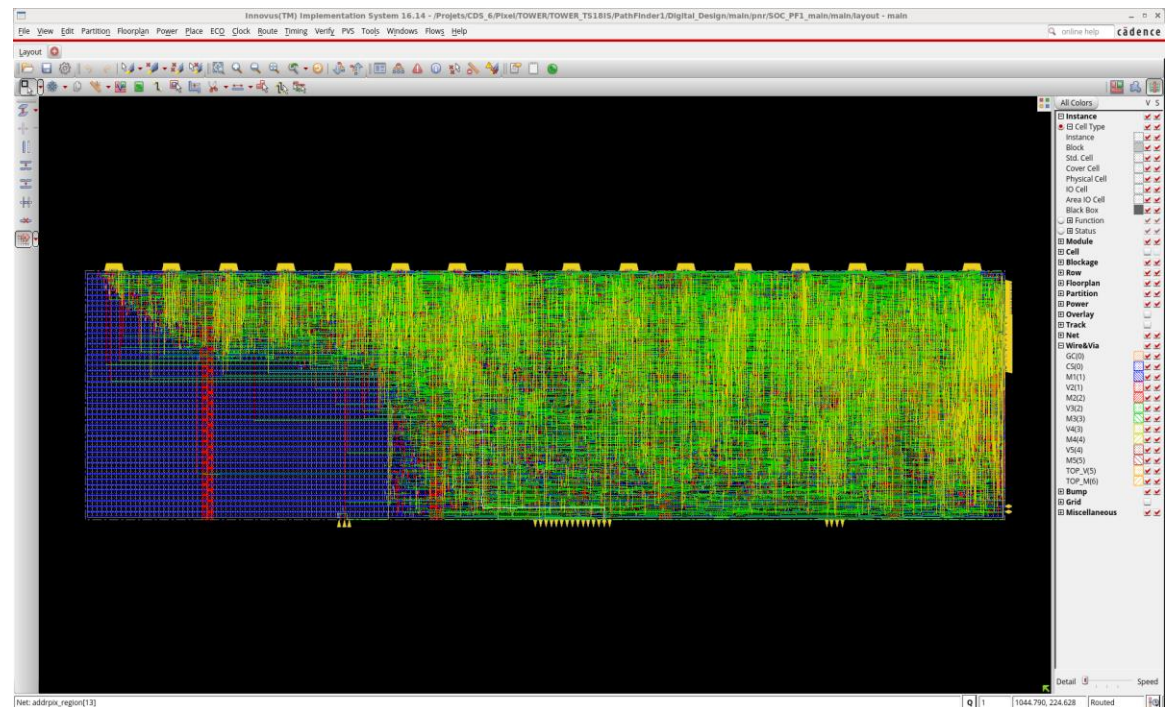 Innovus(TM) Implementation System 16.14 - /Projets/CDS_6/Pixel/TOWER/TOWER_TS18IS/PathFinder1/Digital_Design/main/pnr/SOC_PF1_main/main/layout - main
File View Edit Partition Floorplan Power Place ECO Clock Route Timing Verify PVS Tools Windows Flows Help
online help cādence
Layout
All Colors V S
Instance
Cell Type
Instance
Block
Std. Cell
Cover Cell
Physical Cell
IO Cell
Area IO Cell
Black Box
Function
Status
Module
Cell
Blockage
Row
Floorplan
Partition
Power
Overlay
Track
Net
Wire&Via
GC(0)
CS(0)
M1(1)
V2(1)
M2(2)
V3(2)
M3(3)
V4(3)
M4(4)
V5(4)
M5(5)
TOP_V(5)
TOP_M(6)
Bump
Grid
Miscellaneous
Detail Speed
Net: addrpix_region[13]
Q 1 1044.790, 224.628 Routed